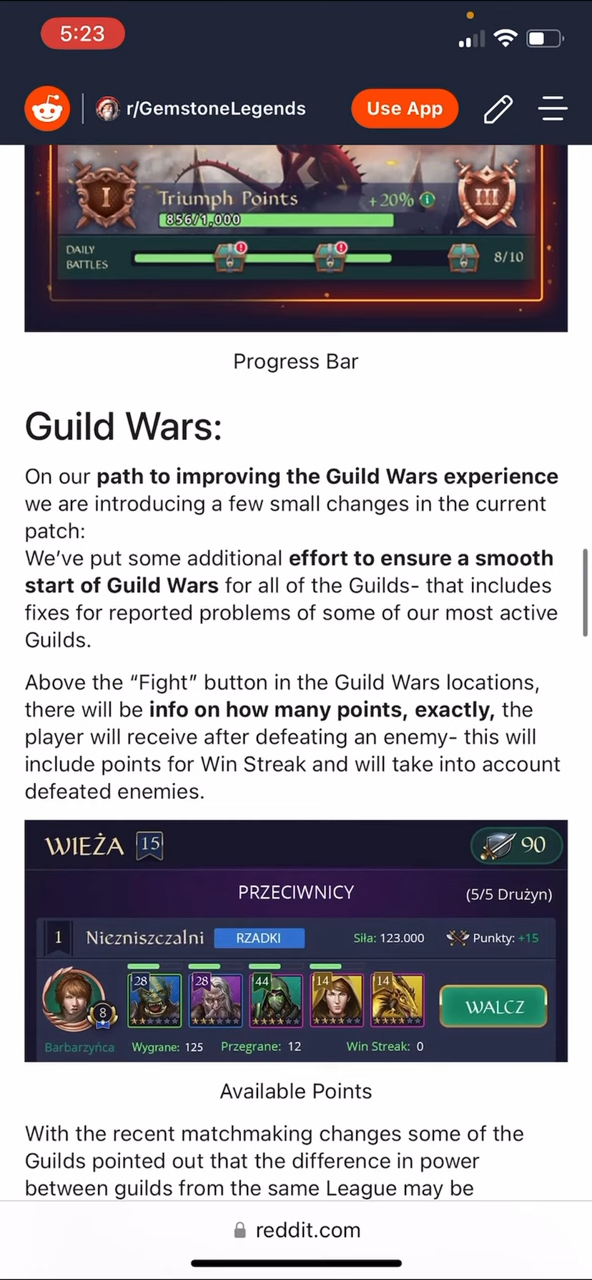 5:23
r/GemstoneLegends
Use App
I
Triumph Points
+20%
III
856/1,000
DAILY
BATTLES
8/10
Progress Bar
Guild Wars:
On our path to improving the Guild Wars experience
we are introducing a few small changes in the current
patch:
We’ve put some additional effort to ensure a smooth
start of Guild Wars for all of the Guilds- that includes
fixes for reported problems of some of our most active
Guilds.
Above the “Fight” button in the Guild Wars locations,
there will be info on how many points, exactly, the
player will receive after defeating an enemy- this will
include points for Win Streak and will take into account
defeated enemies.
WIEŻA 15
90
PRZECIWNICY
(5/5 Drużyn)
1 Niezniszczalni RZADKI Siła: 123.000 Punkty: +15
28 28 44 14 14
8
WALCZ
Barbarzyńca Wygrane: 125 Przegrane: 12 Win Streak: 0
Available Points
With the recent matchmaking changes some of the
Guilds pointed out that the difference in power
between guilds from the same League may be
reddit.com